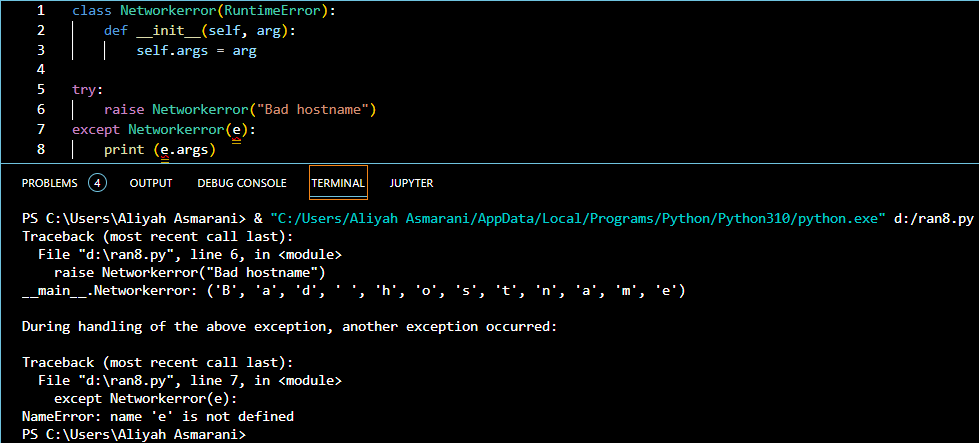 1 class Networkerror(RuntimeError):
2     def __init__(self, arg):
3         self.args = arg
4
5 try:
6     raise Networkerror("Bad hostname")
7 except Networkerror(e):
8     print (e.args)
PROBLEMS 4 OUTPUT DEBUG CONSOLE TERMINAL JUPYTER
PS C:\Users\Aliyah Asmarani> & "C:/Users/Aliyah Asmarani/AppData/Local/Programs/Python/Python310/python.exe" d:/ran8.py
Traceback (most recent call last):
  File "d:\ran8.py", line 6, in <module>
    raise Networkerror("Bad hostname")
__main__.Networkerror: ('B', 'a', 'd', ' ', 'h', 'o', 's', 't', 'n', 'a', 'm', 'e')

During handling of the above exception, another exception occurred:

Traceback (most recent call last):
  File "d:\ran8.py", line 7, in <module>
    except Networkerror(e):
NameError: name 'e' is not defined
PS C:\Users\Aliyah Asmarani>